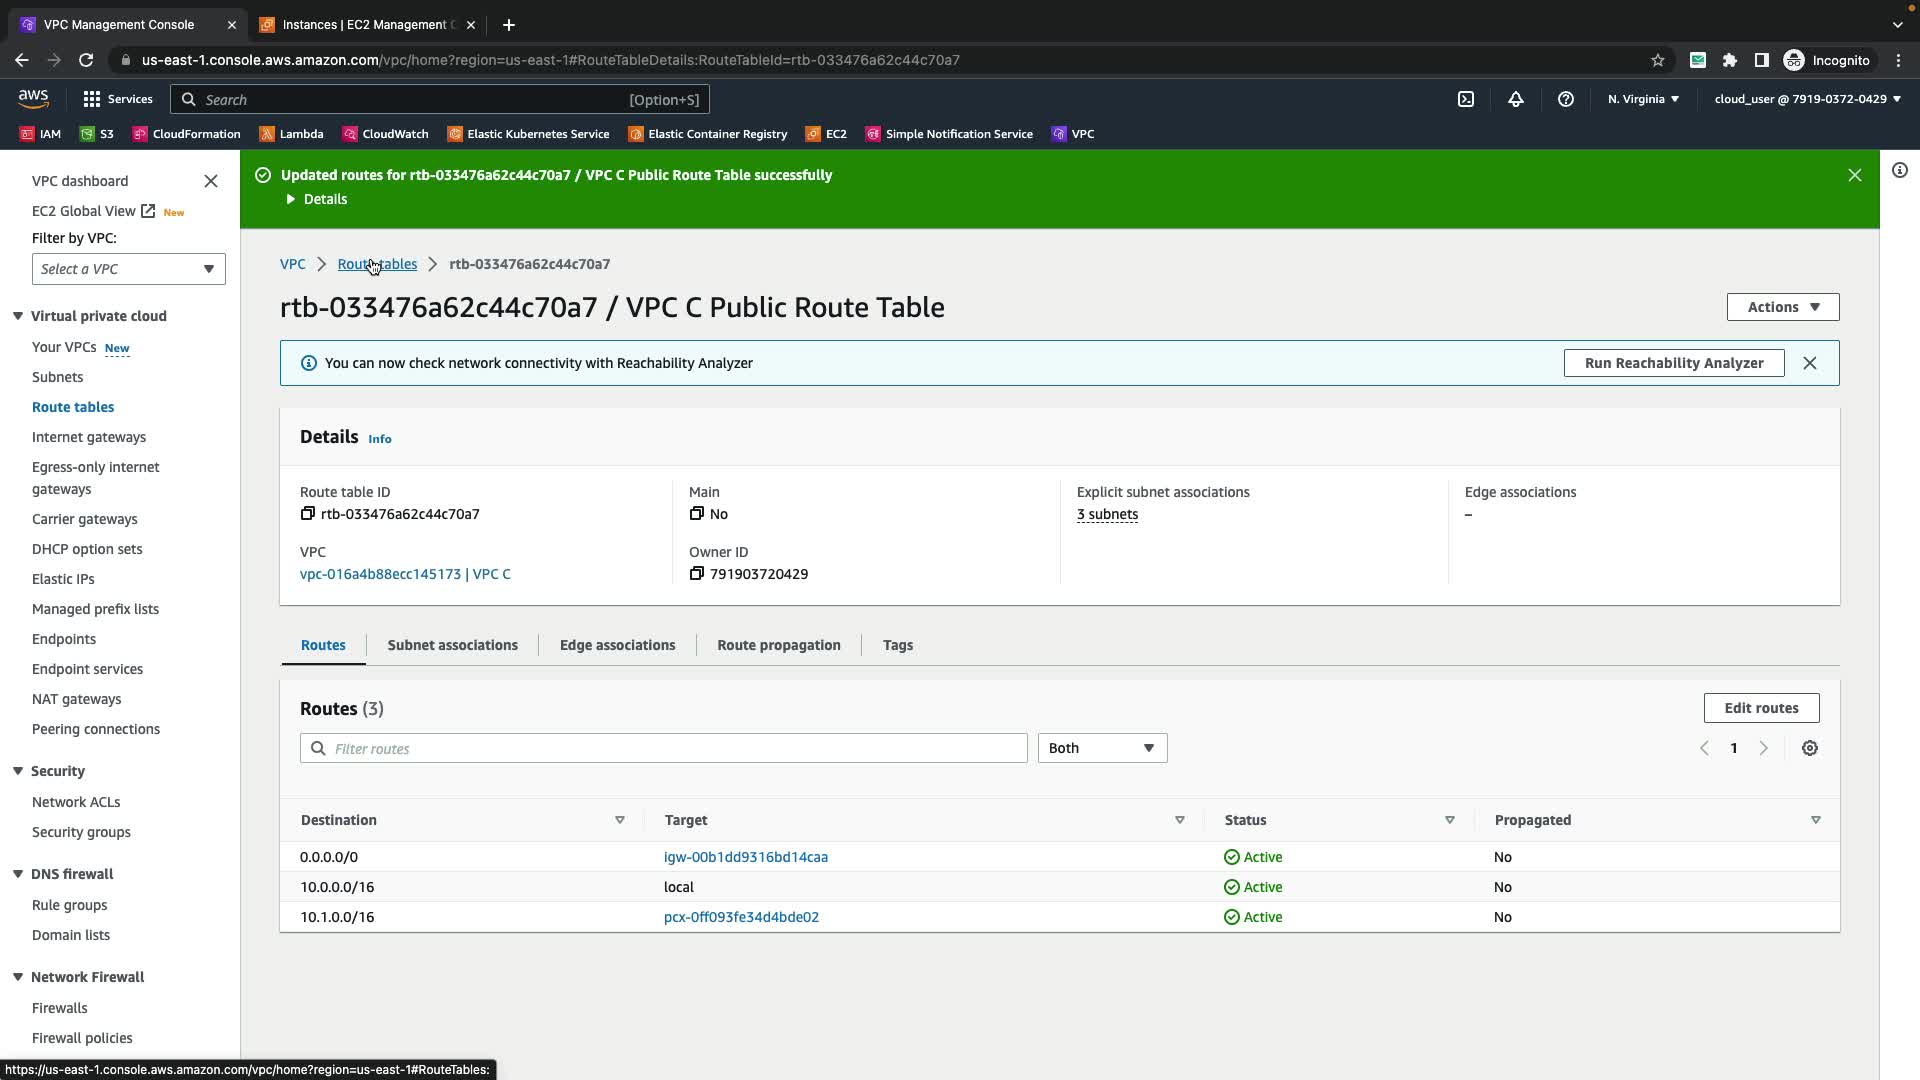 VPC Management Console
Instances | EC2 Management C
us-east-1.console.aws.amazon.com/vpc/home?region=us-east-1#RouteTableDetails:RouteTableId=rtb-033476a62c44c70a7
Incognito
aws
Services
Search
[Option+S]
N. Virginia
cloud_user @ 7919-0372-0429
IAM
S3
CloudFormation
Lambda
CloudWatch
Elastic Kubernetes Service
Elastic Container Registry
EC2
Simple Notification Service
VPC
VPC dashboard
EC2 Global View New
Filter by VPC:
Select a VPC
Virtual private cloud
Your VPCs New
Subnets
Route tables
Internet gateways
Egress-only internet
gateways
Carrier gateways
DHCP option sets
Elastic IPs
Managed prefix lists
Endpoints
Endpoint services
NAT gateways
Peering connections
Security
Network ACLs
Security groups
DNS firewall
Rule groups
Domain lists
Network Firewall
Firewalls
Firewall policies
Updated routes for rtb-033476a62c44c70a7 / VPC C Public Route Table successfully
Details
VPC
Route tables
rtb-033476a62c44c70a7
rtb-033476a62c44c70a7 / VPC C Public Route Table
Actions
You can now check network connectivity with Reachability Analyzer
Run Reachability Analyzer
Details Info
Route table ID
rtb-033476a62c44c70a7
Main
No
Explicit subnet associations
3 subnets
Edge associations
–
VPC
vpc-016a4b88ecc145173 | VPC C
Owner ID
791903720429
Routes
Subnet associations
Edge associations
Route propagation
Tags
Routes (3)
Edit routes
Filter routes
Both
1
Destination Target Status Propagated
0.0.0.0/0 igw-00b1dd9316bd14caa Active No
10.0.0.0/16 local Active No
10.1.0.0/16 pcx-0ff093fe34d4bde02 Active No
https://us-east-1.console.aws.amazon.com/vpc/home?region=us-east-1#RouteTables: